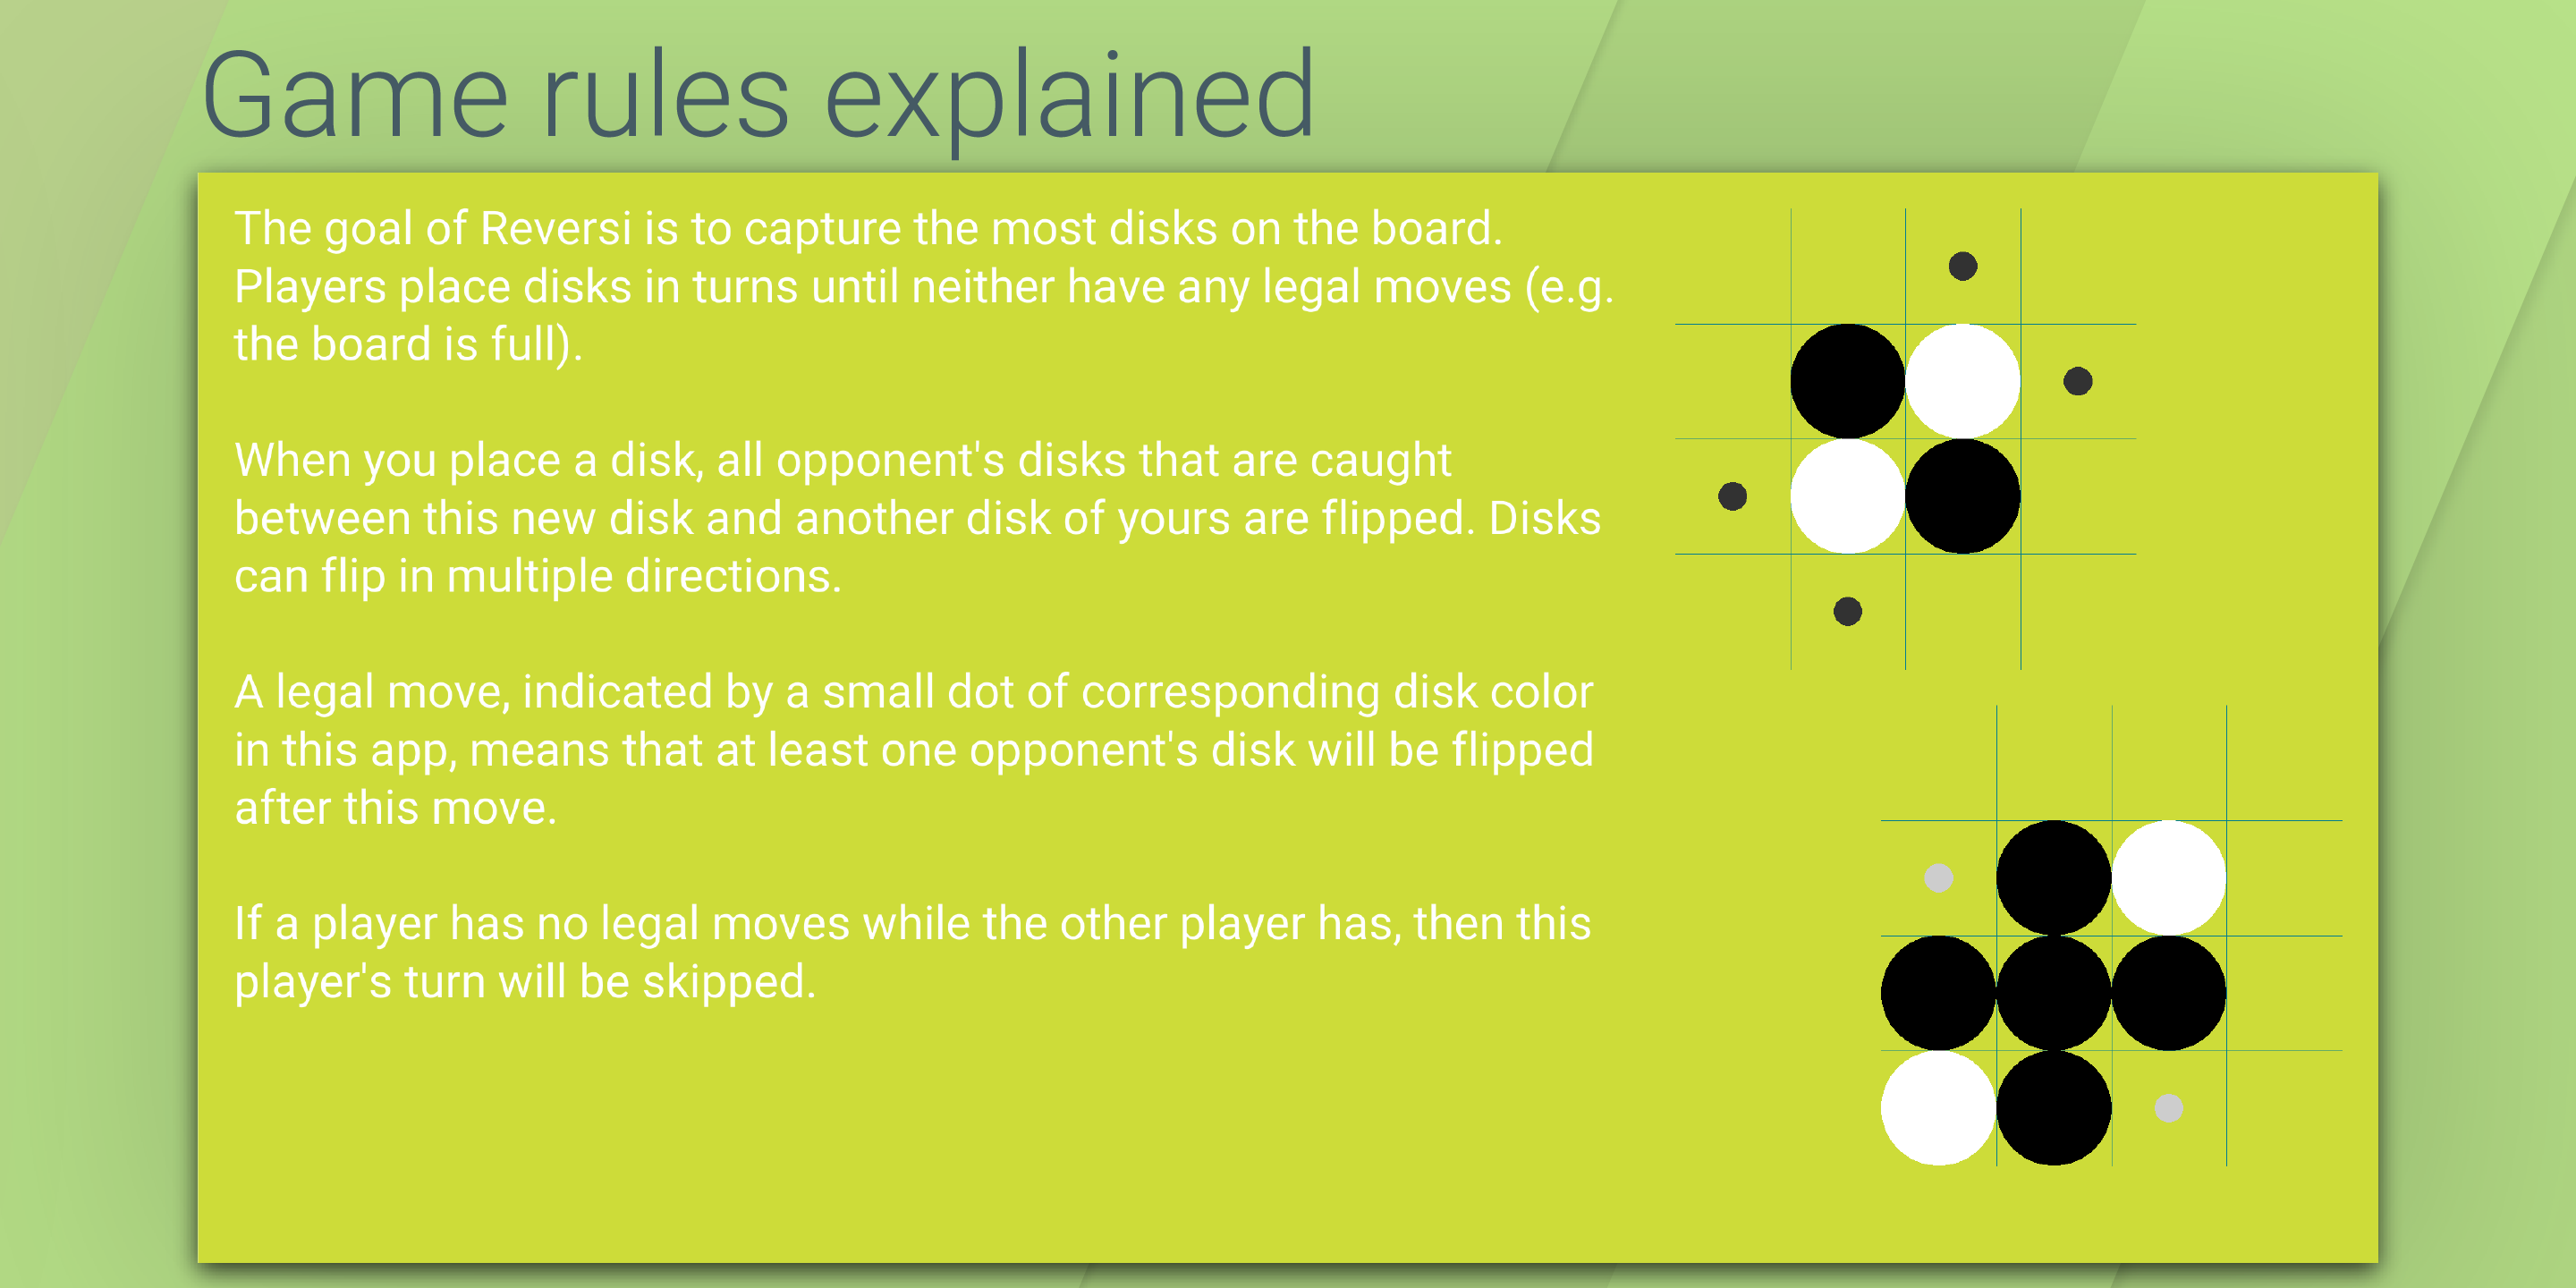 Game rules explained
The goal of Reversi is to capture the most disks on the board.
Players place disks in turns until neither have any legal moves (e.g.
the board is full).
When you place a disk, all opponent's disks that are caught
between this new disk and another disk of yours are flipped. Disks
can flip in multiple directions.
A legal move, indicated by a small dot of corresponding disk color
in this app, means that at least one opponent's disk will be flipped
after this move.
If a player has no legal moves while the other player has, then this
player's turn will be skipped.